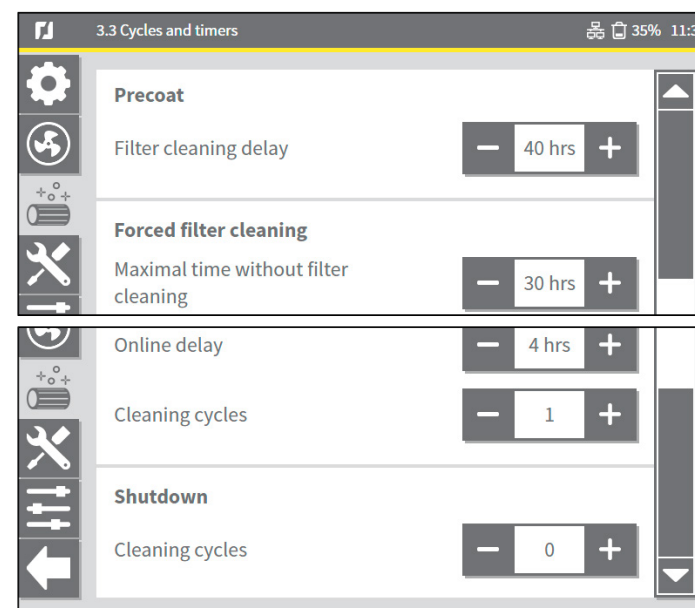 3.3 Cycles and timers 35% 11:3
Precoat
Filter cleaning delay 40 hrs
Forced filter cleaning
Maximal time without filter
cleaning 30 hrs
Online delay 4 hrs
Cleaning cycles 1
Shutdown
Cleaning cycles 0